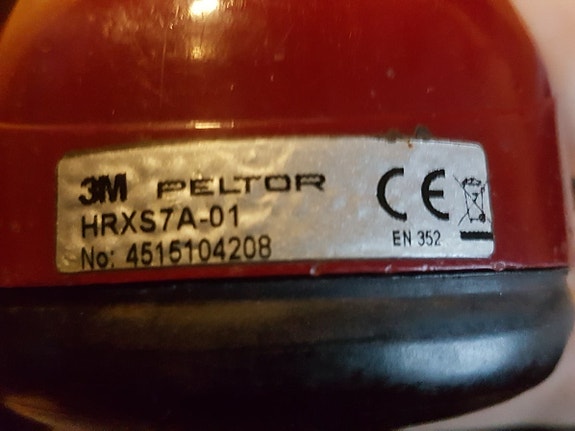 3M PELTOR
HRXS7A-01
No: 4515104208
CE
EN 352